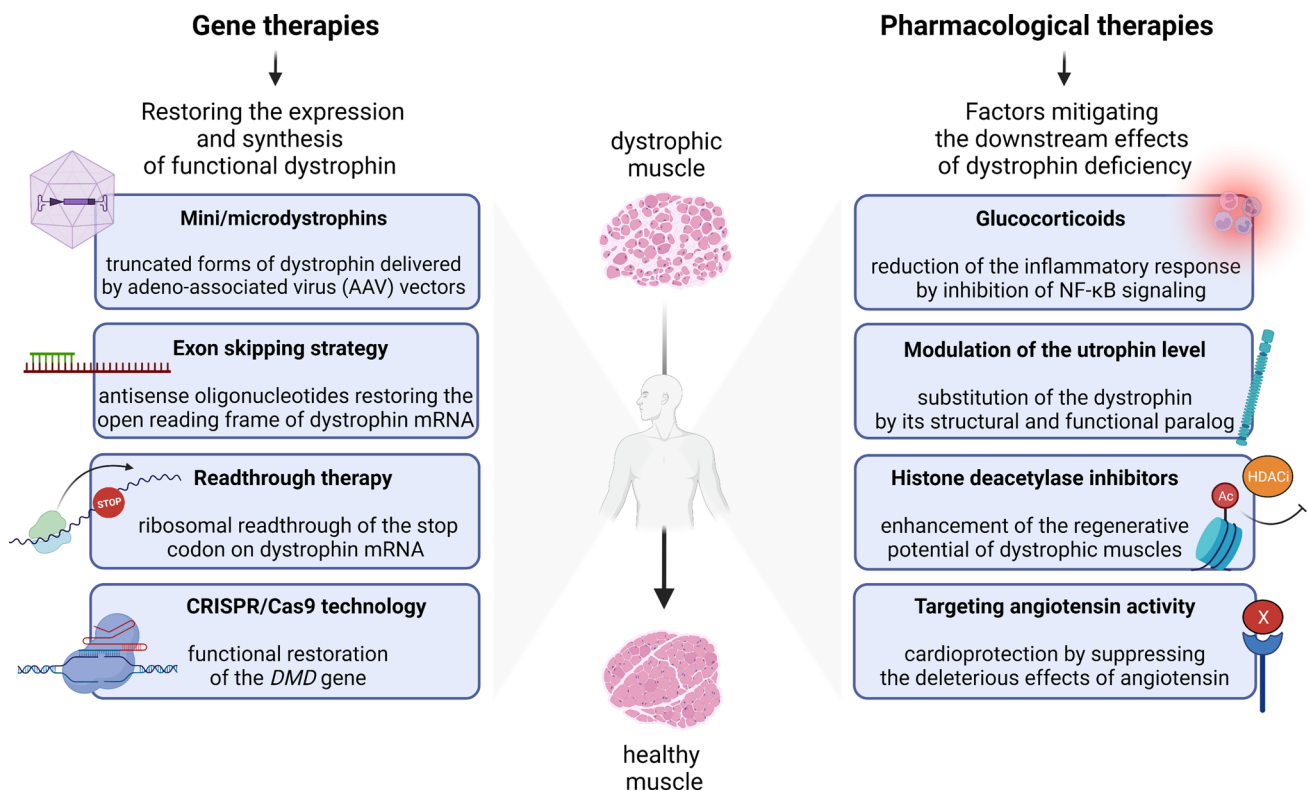 Gene therapies
Restoring the expression
and synthesis
of functional dystrophin
Mini/microdystrophins
truncated forms of dystrophin delivered
by adeno-associated virus (AAV) vectors
Exon skipping strategy
antisense oligonucleotides restoring the
open reading frame of dystrophin mRNA
Readthrough therapy
STOP
ribosomal readthrough of the stop
codon on dystrophin mRNA
CRISPR/Cas9 technology
functional restoration
of the DMD gene
dystrophic
muscle
healthy
muscle
Pharmacological therapies
Factors mitigating
the downstream effects
of dystrophin deficiency
Glucocorticoids
reduction of the inflammatory response
by inhibition of NF-κB signaling
Modulation of the utrophin level
substitution of the dystrophin
by its structural and functional paralog
Histone deacetylase inhibitors
HDACi
Ac
enhancement of the regenerative
potential of dystrophic muscles
Targeting angiotensin activity
X
cardioprotection by suppressing
the deleterious effects of angiotensin